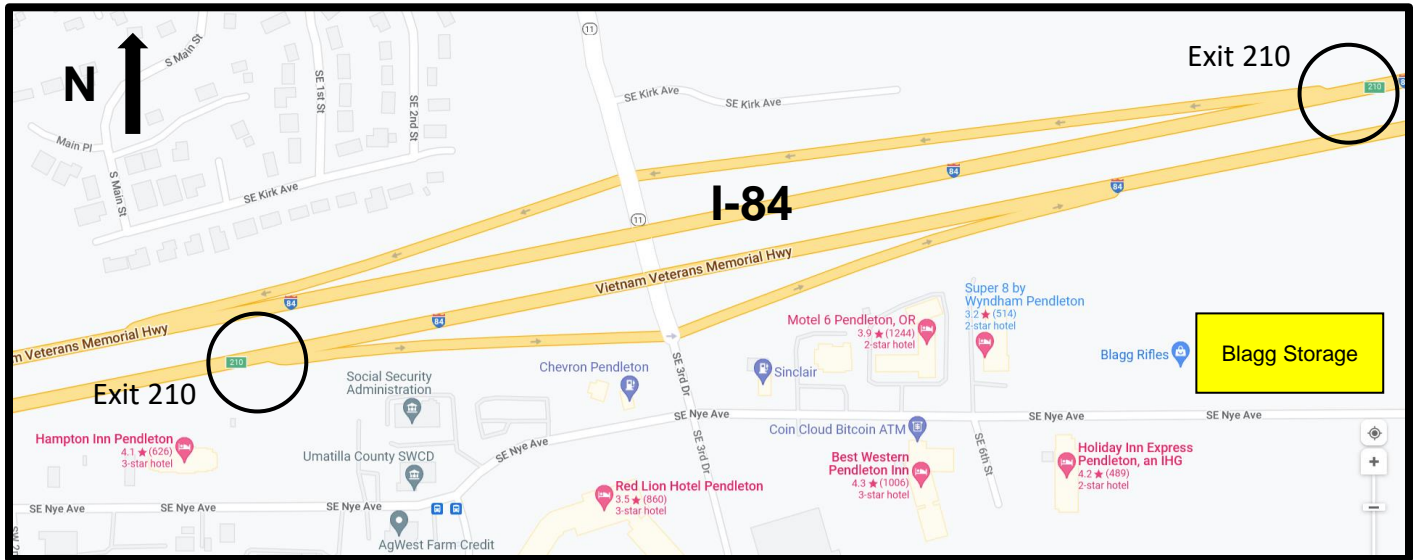 N
S Main St
SE 1st St
SE 2nd St
Main Pl
S Main St
SE Kirk Ave
11
SE Kirk Ave
SE Kirk Ave
Exit 210
210
84
84
I-84
11
84
Vietnam Veterans Memorial Hwy
84
84
m Veterans Memorial Hwy
210
Exit 210
Social Security
Administration
Chevron Pendleton
SE 3rd Dr
Sinclair
Motel 6 Pendleton, OR
3.9 ★ (1244)
2-star hotel
Super 8 by
Wyndham Pendleton
3.2 ★ (514)
2-star hotel
Blagg Rifles
Blagg Storage
SE Nye Ave
SE Nye Ave
SE Nye Ave
Hampton Inn Pendleton
4.1 ★ (626)
3-star hotel
Umatilla County SWCD
SE Nye Ave
SE 3rd Dr
Coin Cloud Bitcoin ATM
Best Western
Pendleton Inn
4.3 ★ (1006)
3-star hotel
SE 6th St
Holiday Inn Express
Pendleton, an IHG
4.2 ★ (489)
2-star hotel
Red Lion Hotel Pendleton
3.5 ★ (860)
3-star hotel
SE Nye Ave
SE Nye Ave
SE Nye Ave
AgWest Farm Credit